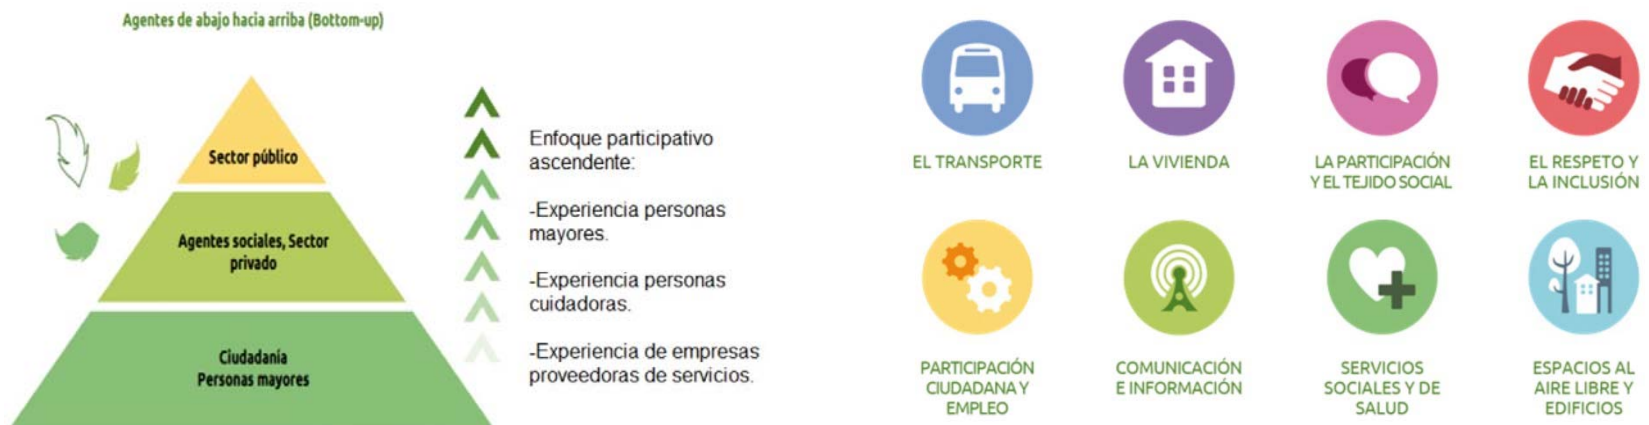 Agentes de abajo hacia arriba (Bottom-up)
Sector público
Agentes sociales, Sector
privado
Ciudadanía
Personas mayores
Enfoque participativo
ascendente:
-Experiencia personas
mayores.
-Experiencia personas
cuidadoras.
-Experiencia de empresas
proveedoras de servicios.
EL TRANSPORTE
LA VIVIENDA
LA PARTICIPACIÓN
Y EL TEJIDO SOCIAL
EL RESPETO Y
LA INCLUSIÓN
PARTICIPACIÓN
CIUDADANA Y
EMPLEO
COMUNICACIÓN
E INFORMACIÓN
SERVICIOS
SOCIALES Y DE
SALUD
ESPACIOS AL
AIRE LIBRE Y
EDIFICIOS